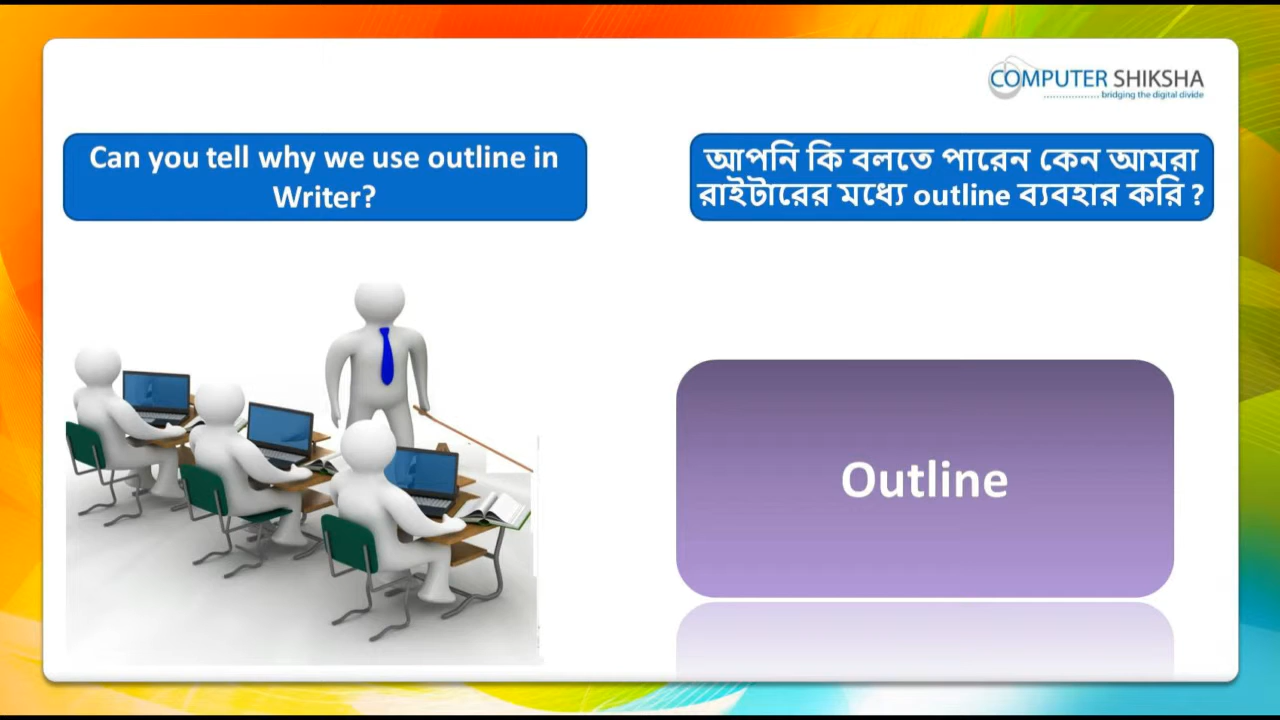 COMPUTER SHIKSHA
bridging the digital divide
Can you tell why we use outline in
Writer?
আপনি কি বলতে পারেন কেন আমরা
রাইটারের মধ্যে outline ব্যবহার করি ?
Outline